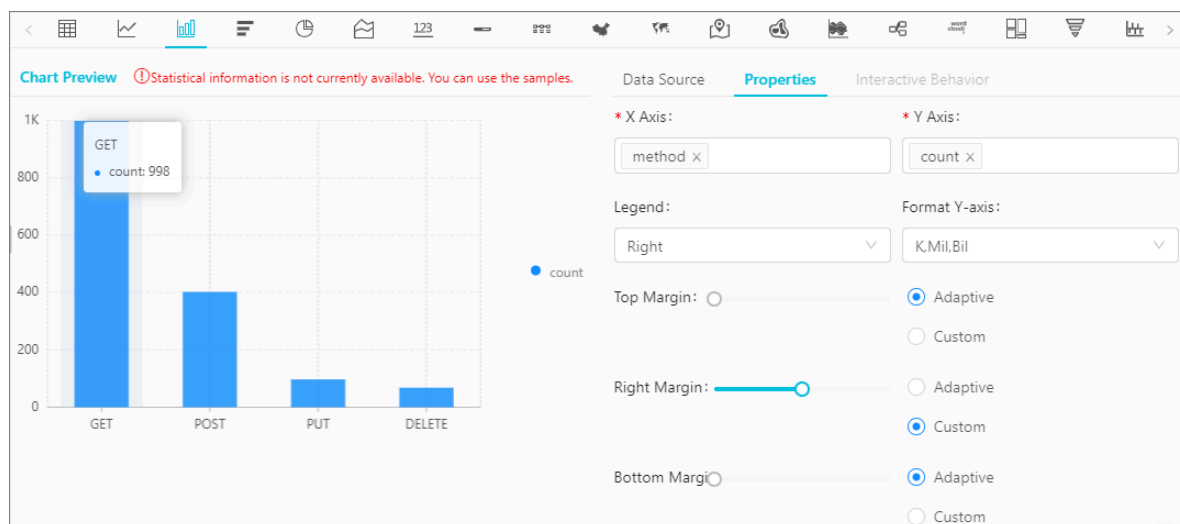 123
word
cloud
Chart Preview
Statistical information is not currently available. You can use the samples.
1K
800
600
400
200
0
GET
count: 998
GET
POST
PUT
DELETE
count
Data Source
Properties
Interactive Behavior
* X Axis:
* Y Axis:
method ×
count ×
Legend:
Format Y-axis:
Right
K,Mil,Bil
Top Margin:
Adaptive
Custom
Right Margin:
Adaptive
Custom
Bottom Margi
Adaptive
Custom